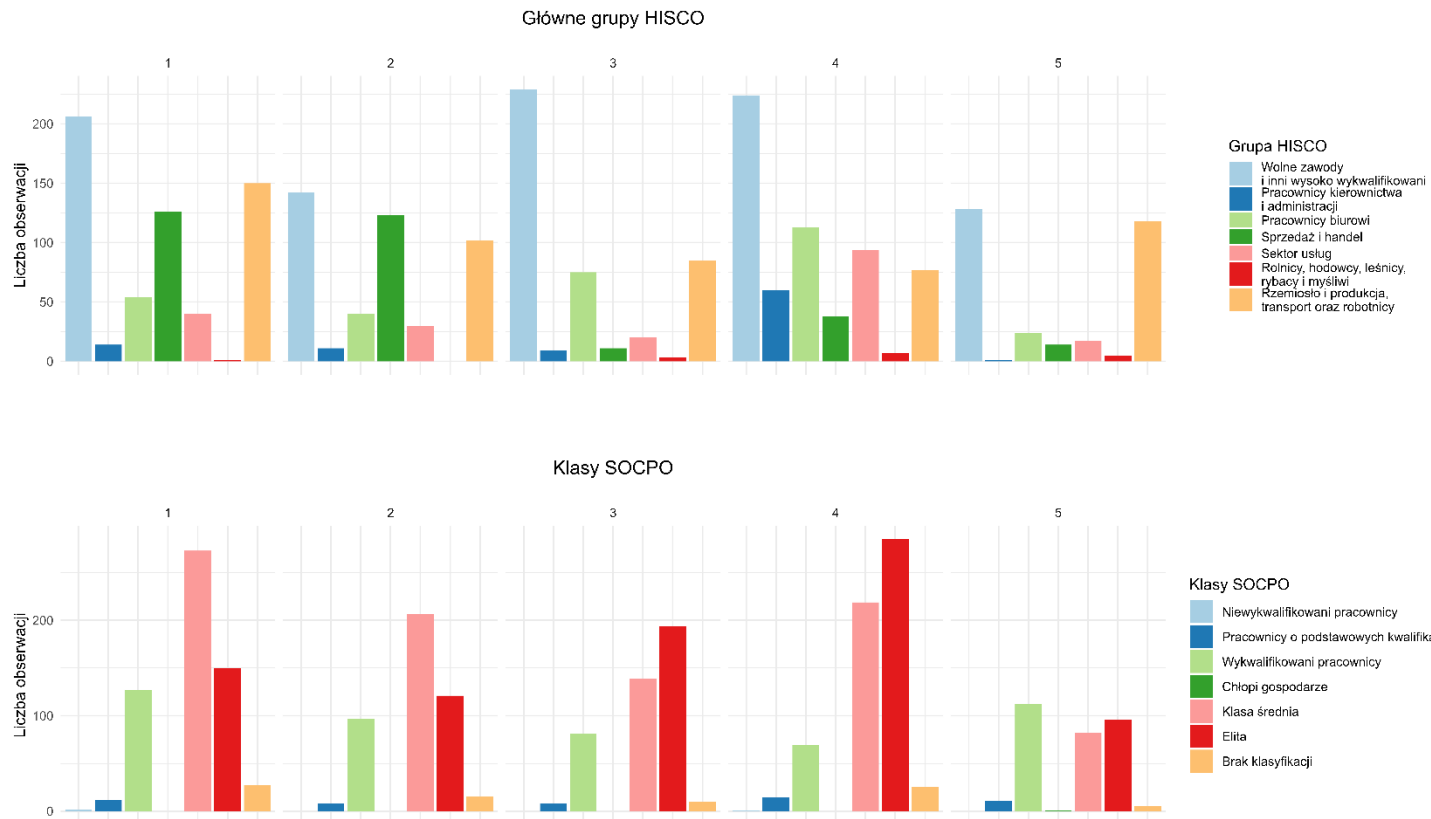 Główne grupy HISCO
1 2 3 4 5
200
150
100
50
0
Liczba obserwacji
Grupa HISCO
Wolne zawody
i inni wysoko wykwalifikowani
Pracownicy kierownictwa
i administracji
Pracownicy biurowi
Sprzedaż i handel
Sektor usług
Rolnicy, hodowcy, leśnicy,
rybacy i myśliwi
Rzemiosło i produkcja,
transport oraz robotnicy
Klasy SOCPO
1 2 3 4 5
200
100
0
Liczba obserwacji
Klasy SOCPO
Niewykwalifikowani pracownicy
Pracownicy o podstawowych kwalifika
Wykwalifikowani pracownicy
Chłopi gospodarze
Klasa średnia
Elita
Brak klasyfikacji